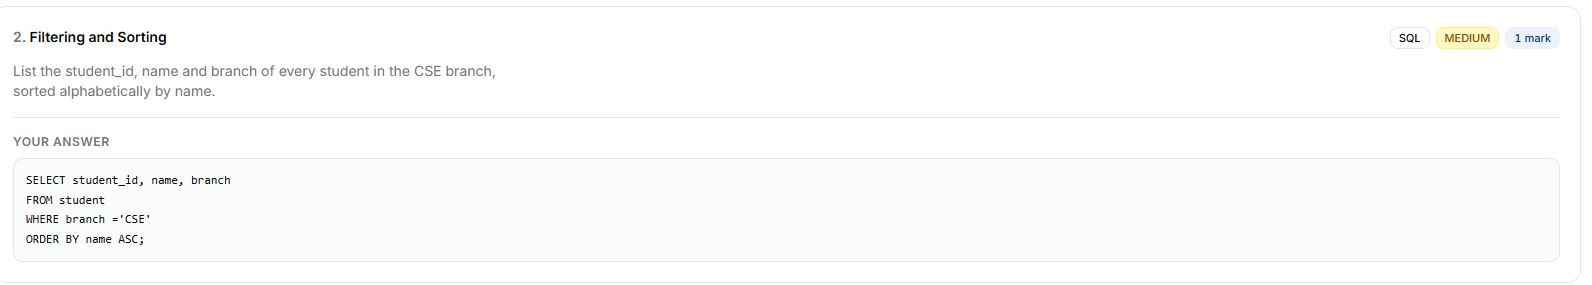 2. Filtering and Sorting
SQL MEDIUM 1 mark
List the student_id, name and branch of every student in the CSE branch,
sorted alphabetically by name.
YOUR ANSWER
SELECT student_id, name, branch
FROM student
WHERE branch ='CSE'
ORDER BY name ASC;